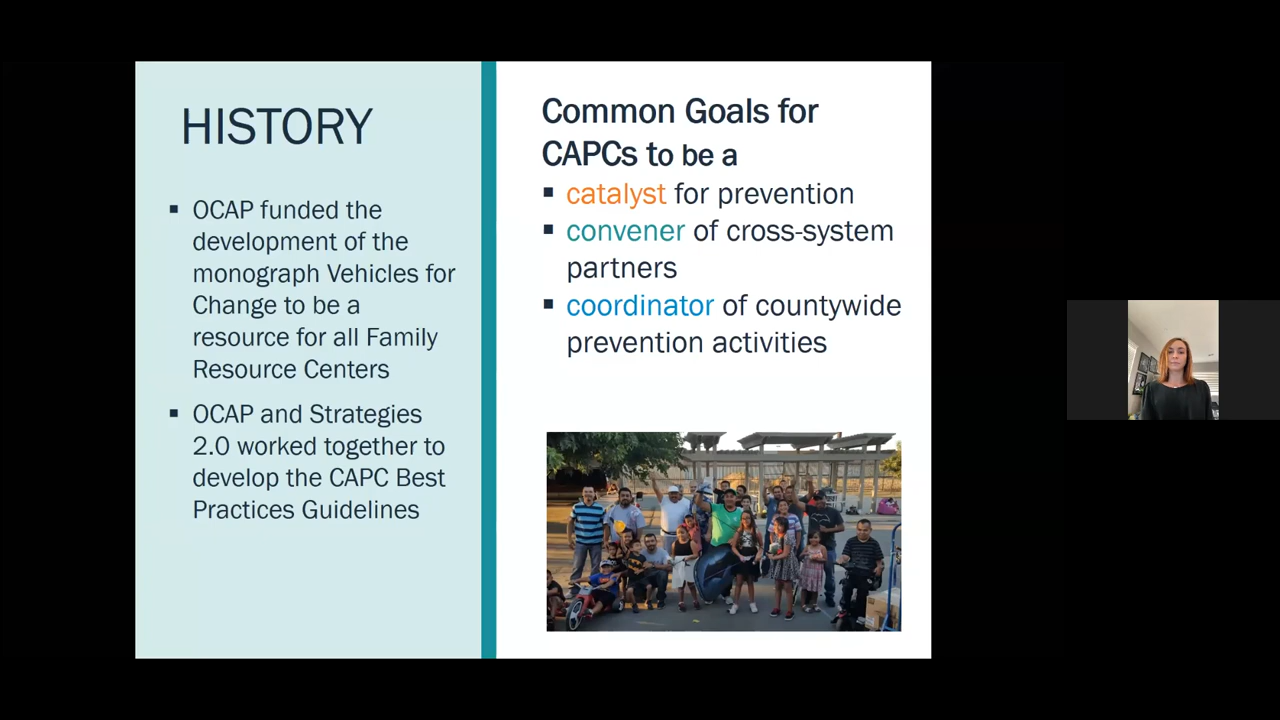 HISTORY
▪ OCAP funded the
development of the
monograph Vehicles for
Change to be a
resource for all Family
Resource Centers
▪ OCAP and Strategies
2.0 worked together to
develop the CAPC Best
Practices Guidelines
Common Goals for
CAPCs to be a
▪ catalyst for prevention
▪ convener of cross-system
partners
▪ coordinator of countywide
prevention activities